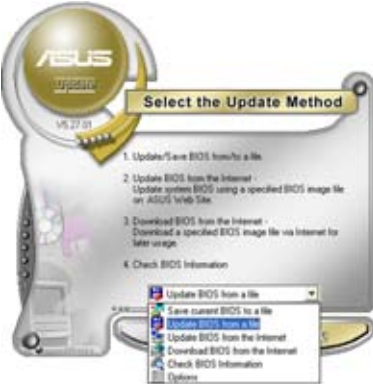 ASUS
Update
V5.27.01
Select the Update Method
1. Update/Save BIOS from/to a file
2. Update BIOS from the Internet -
Update system BIOS using a specified BIOS image file
on ASUS Web Site.
3. Download BIOS from the Internet -
Download a specified BIOS image file via Internet for
later usage.
4. Check BIOS Information
Update BIOS from a file
Save current BIOS to a file
Update BIOS from a file
Update BIOS from the Internet
Download BIOS from the Internet
Check BIOS Information
Options